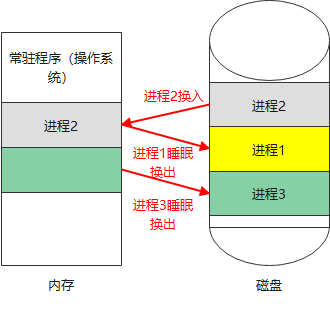 常驻程序（操作系
统）
进程2换入
进程2
进程2
进程1睡眠
换出
进程1
进程3睡眠
换出
进程3
内存
磁盘